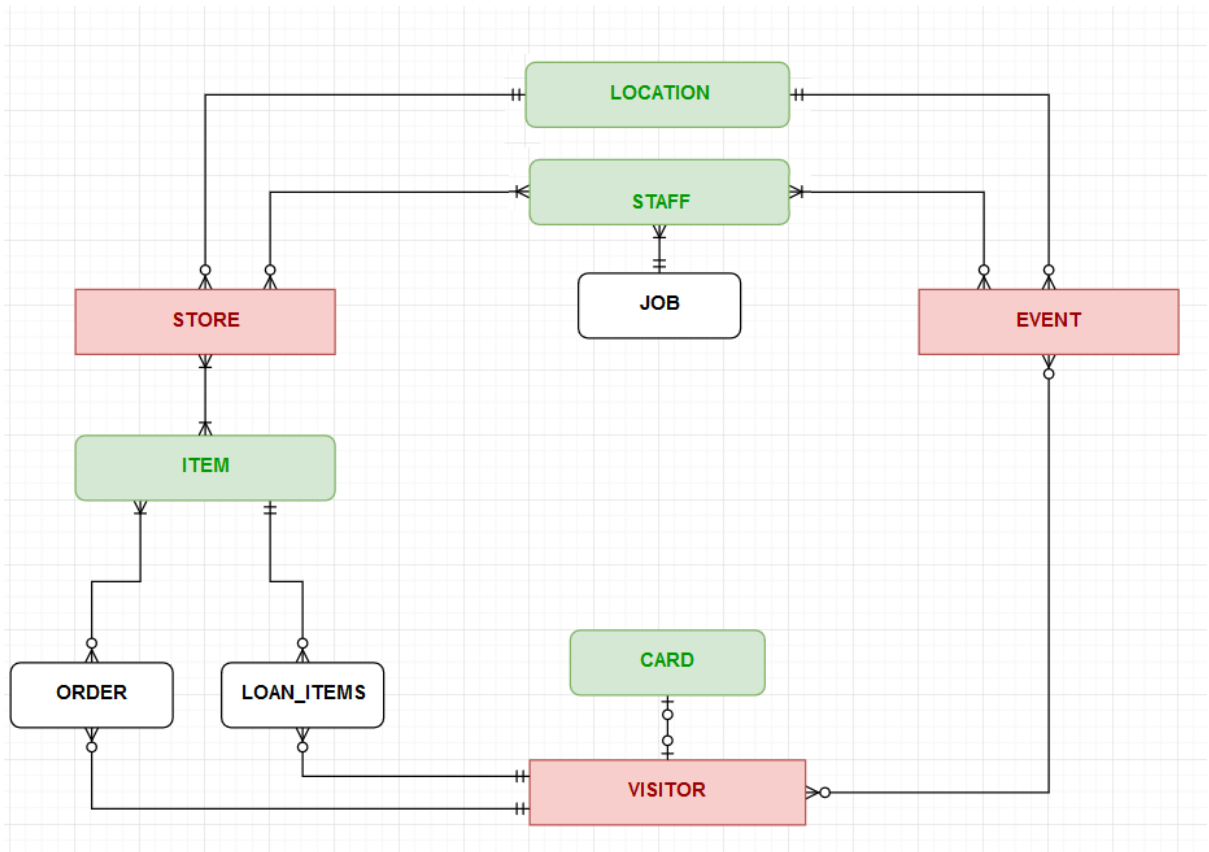 LOCATION
STAFF
JOB
STORE
EVENT
ITEM
CARD
ORDER
LOAN_ITEMS
VISITOR